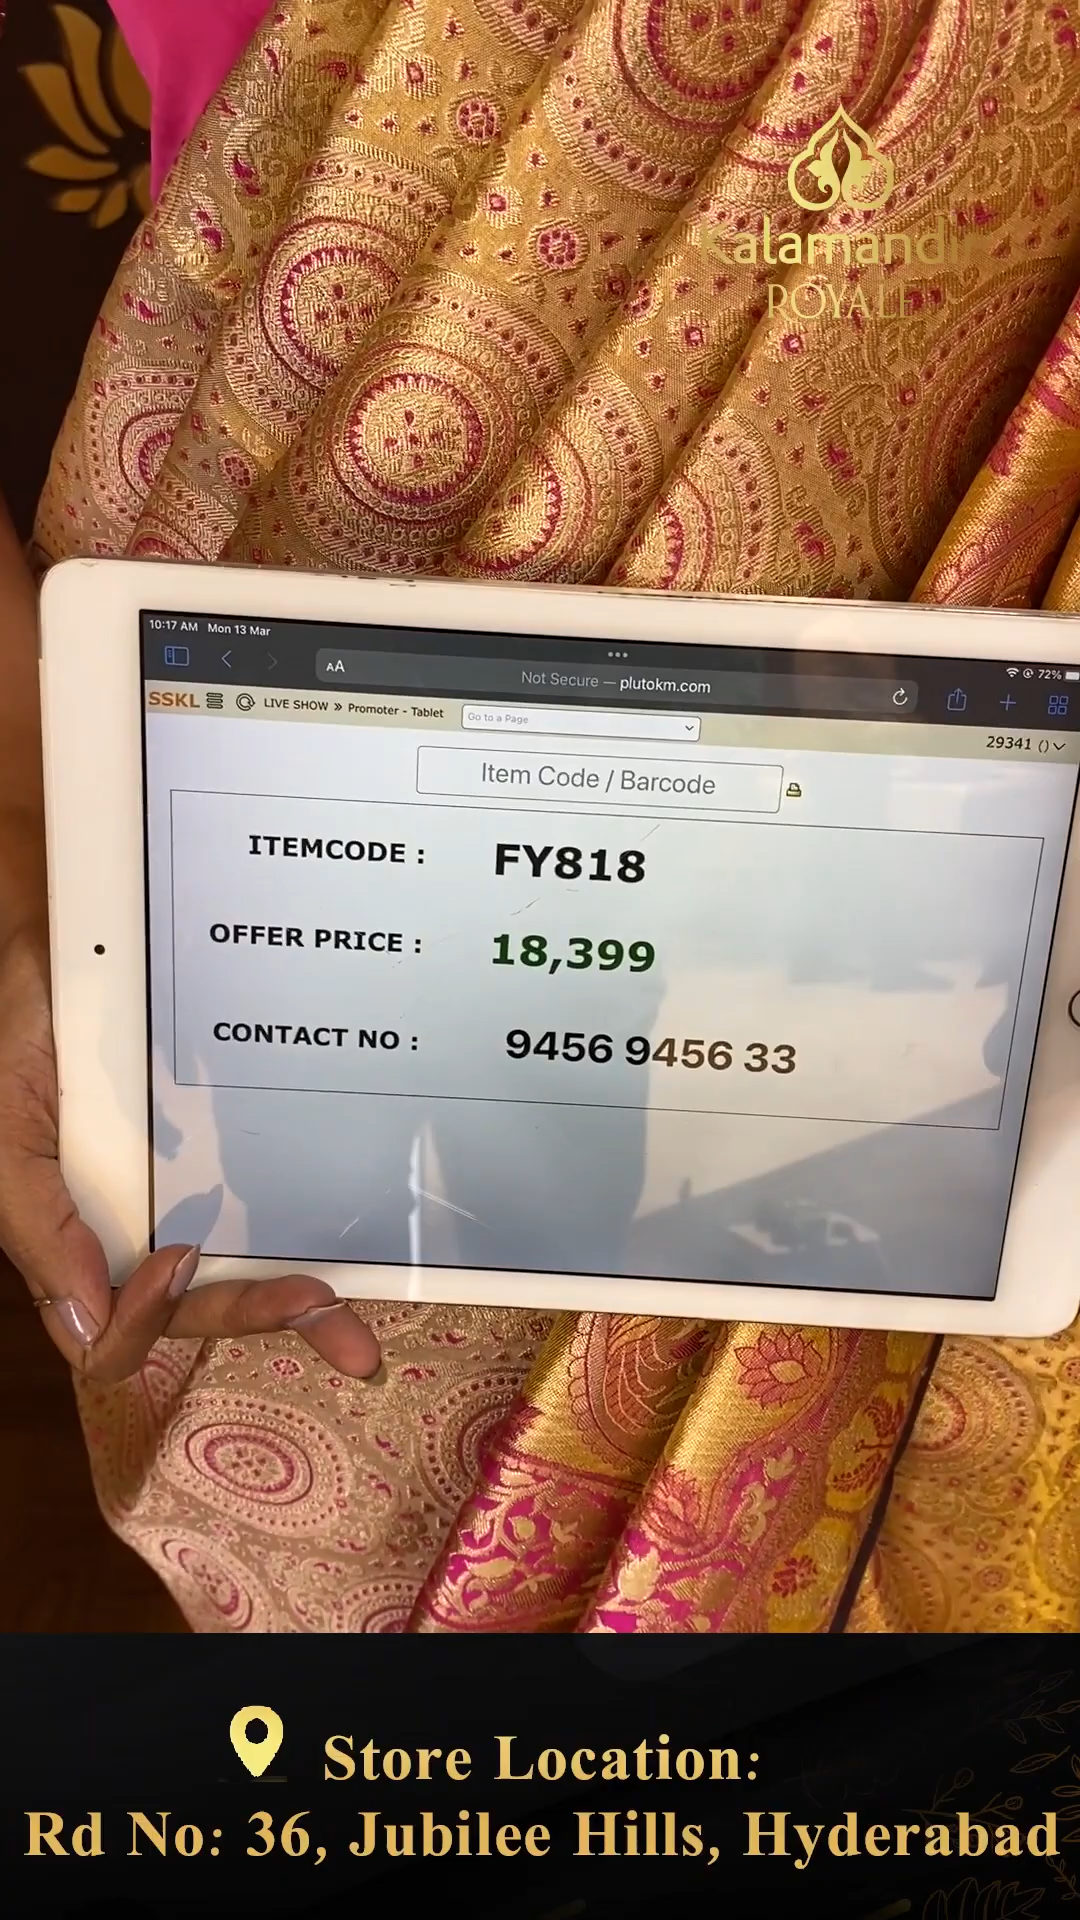 Kalamandir
ROYALE
10:17 AM Mon 13 Mar
72%
AA
Not Secure — plutokm.com
SSKL
LIVE SHOW » Promoter - Tablet
Go to a Page
29341 ()
Item Code / Barcode
ITEMCODE : FY818
OFFER PRICE : 18,399
CONTACT NO : 9456 9456 33
Store Location:
Rd No: 36, Jubilee Hills, Hyderabad